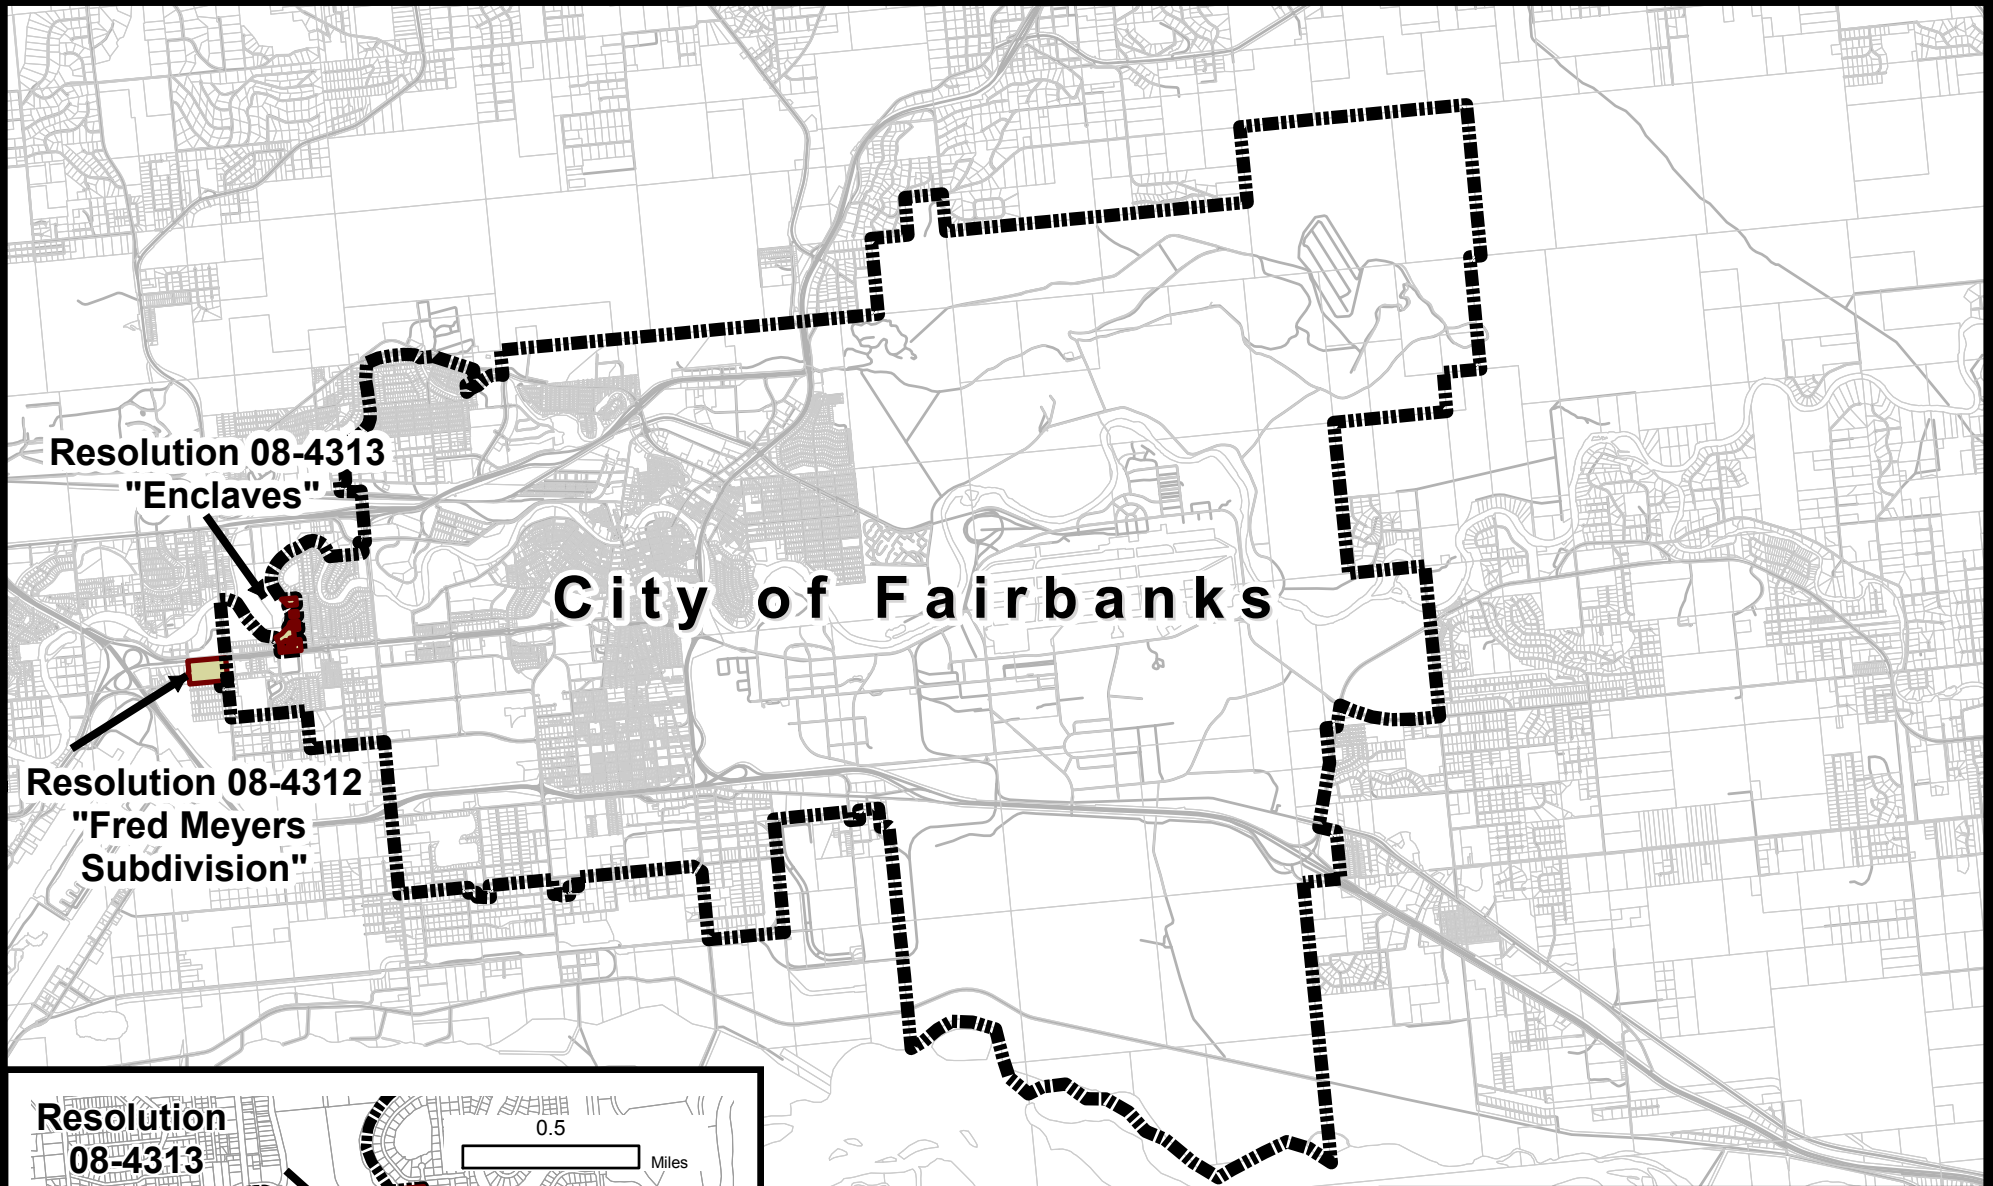 Resolution 08-4313
"Enclaves"
City of Fairbanks
Resolution 08-4312
"Fred Meyers
Subdivision"
Resolution
08-4313
0.5
Miles